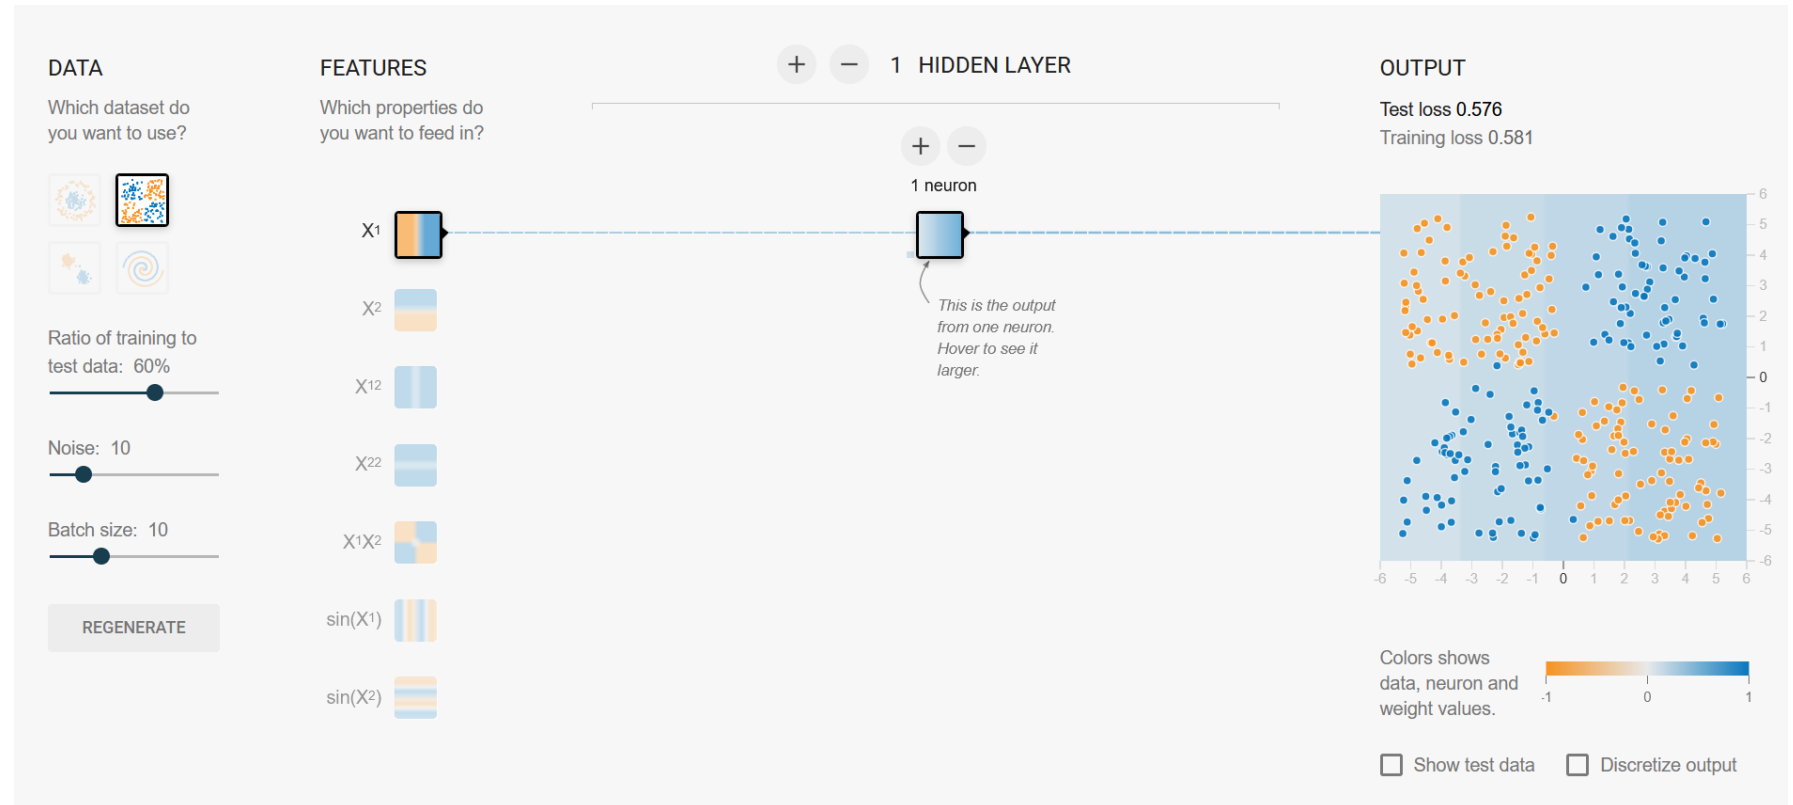 DATA
Which dataset do
you want to use?
Ratio of training to
test data: 60%
Noise: 10
Batch size: 10
REGENERATE
FEATURES
Which properties do
you want to feed in?
X1
X2
X12
X22
X1X2
sin(X1)
sin(X2)
+ − 1 HIDDEN LAYER
+ −
1 neuron
This is the output
from one neuron.
Hover to see it
larger.
OUTPUT
Test loss 0.576
Training loss 0.581
6
5
4
3
2
1
0
-1
-2
-3
-4
-5
-6
-6 -5 -4 -3 -2 -1 0 1 2 3 4 5 6
Colors shows
data, neuron and
weight values.
-1 0 1
Show test data
Discretize output